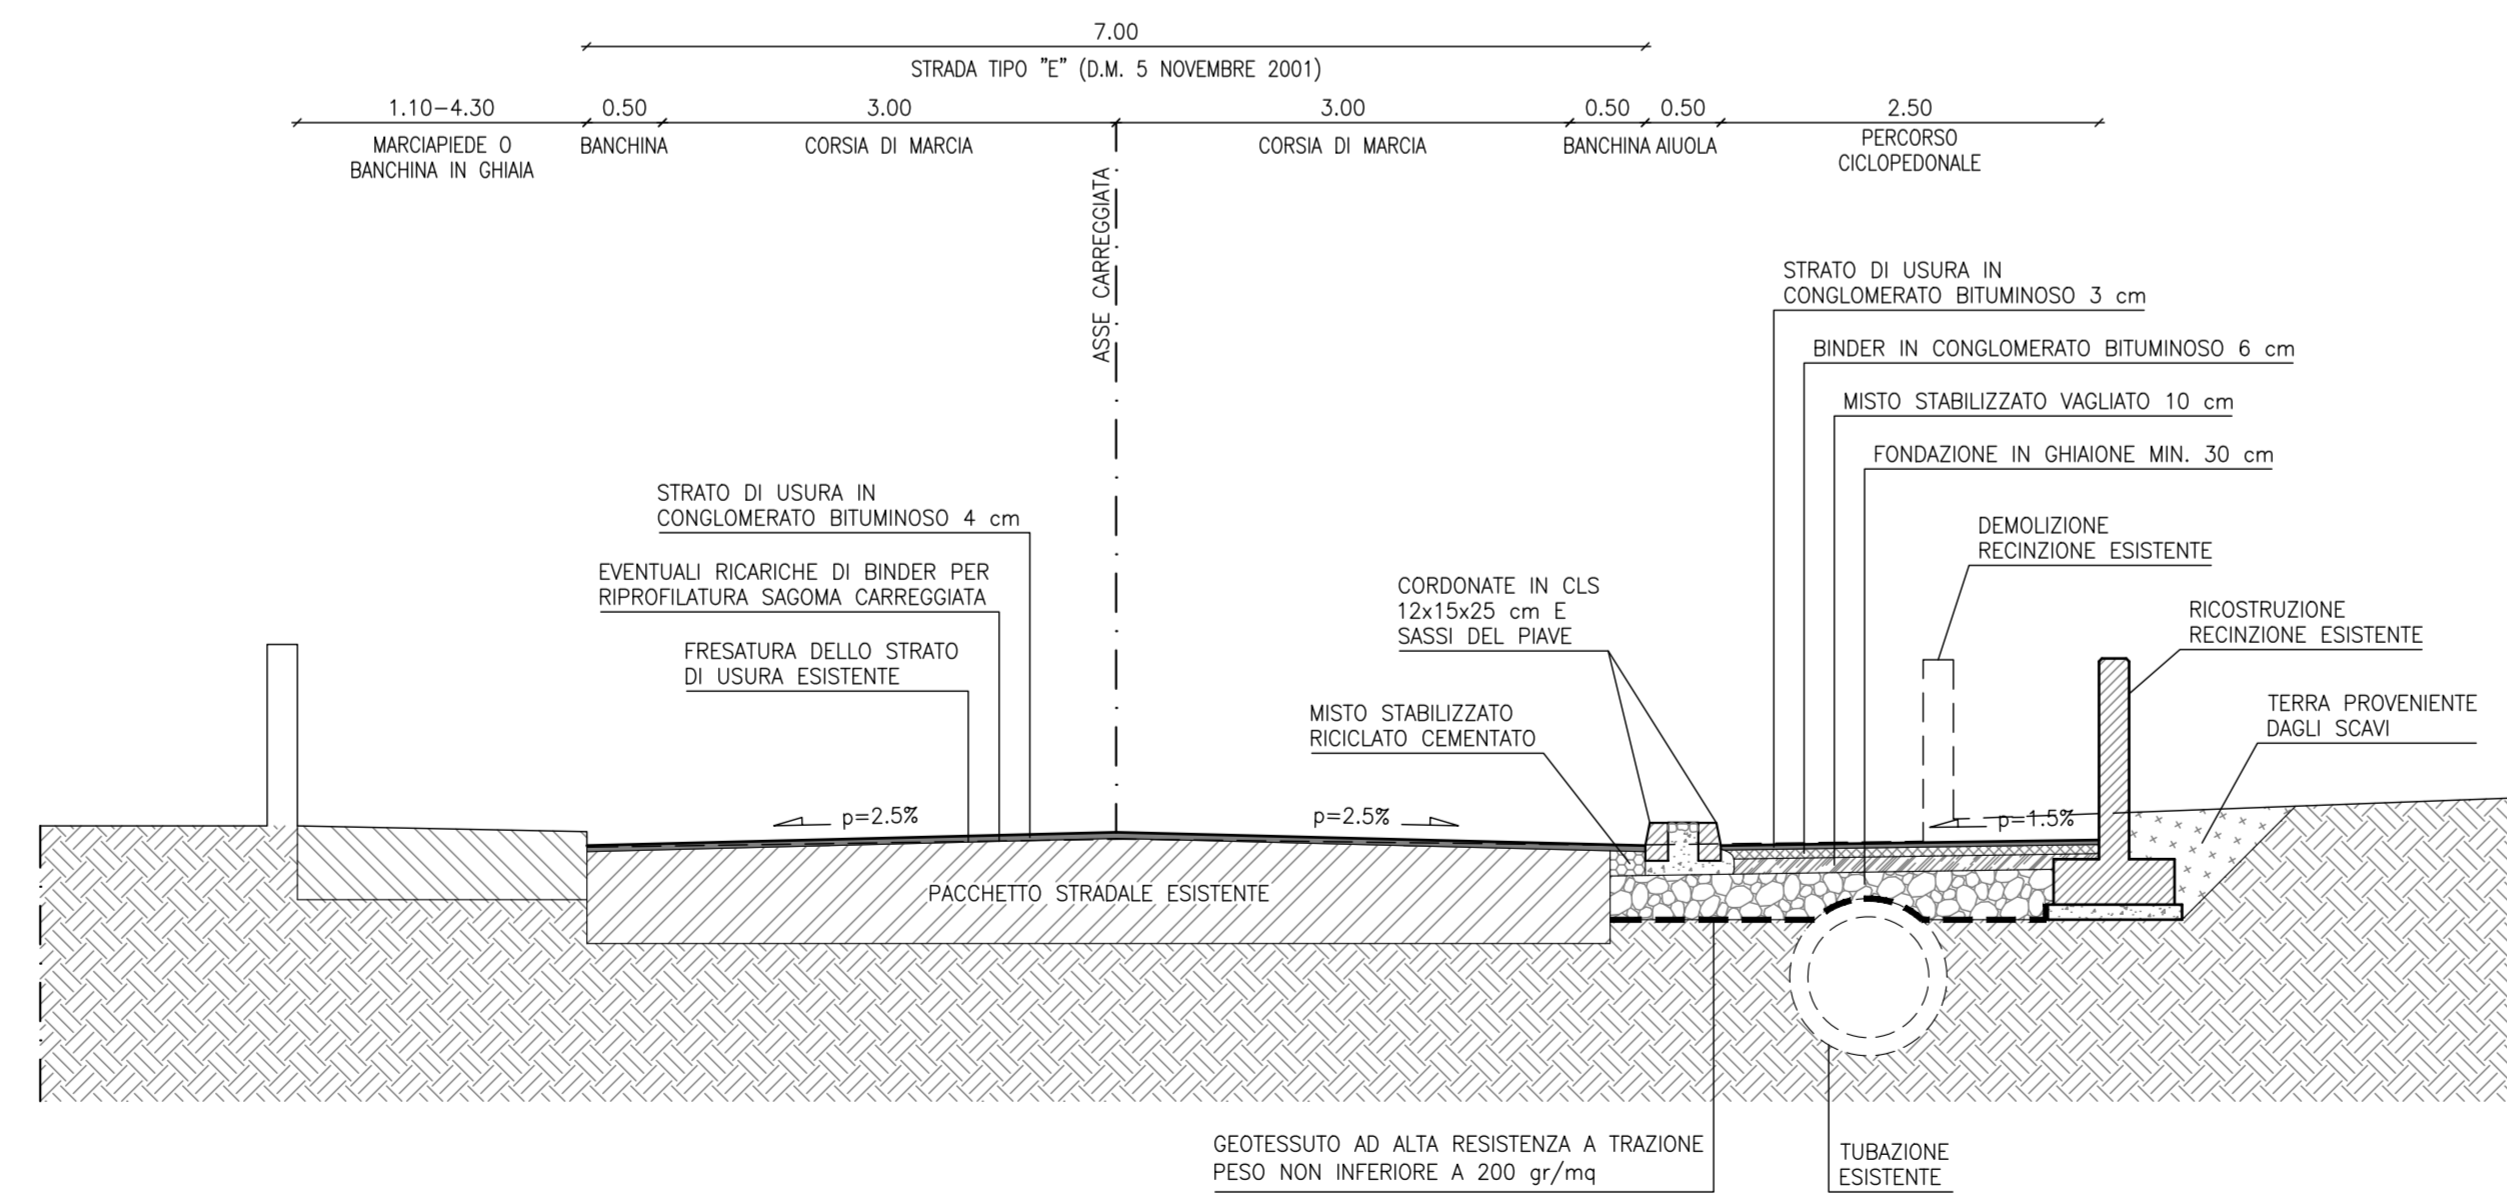 7.00
STRADA TIPO "E" (D.M. 5 NOVEMBRE 2001)
1.10-4.30
0.50
3.00
3.00
0.50
0.50
2.50
MARCIAPIEDE O
BANCHINA IN GHIAIA
BANCHINA
CORSIA DI MARCIA
CORSIA DI MARCIA
BANCHINA
AIUOLA
PERCORSO
CICLOPEDONALE
ASSE CARREGGIATA
STRATO DI USURA IN
CONGLOMERATO BITUMINOSO 3 cm
BINDER IN CONGLOMERATO BITUMINOSO 6 cm
MISTO STABILIZZATO VAGLIATO 10 cm
FONDAZIONE IN GHIAIONE MIN. 30 cm
STRATO DI USURA IN
CONGLOMERATO BITUMINOSO 4 cm
EVENTUALI RICARICHE DI BINDER PER
RIPROFILATURA SAGOMA CARREGGIATA
FRESATURA DELLO STRATO
DI USURA ESISTENTE
CORDONATE IN CLS
12x15x25 cm E
SASSI DEL PIAVE
MISTO STABILIZZATO
RICICLATO CEMENTATO
DEMOLIZIONE
RECINZIONE ESISTENTE
RICOSTRUZIONE
RECINZIONE ESISTENTE
TERRA PROVENIENTE
DAGLI SCAVI
p=2.5%
p=2.5%
p=1.5%
PACCHETTO STRADALE ESISTENTE
GEOTESSUTO AD ALTA RESISTENZA A TRAZIONE
PESO NON INFERIORE A 200 gr/mq
TUBAZIONE
ESISTENTE